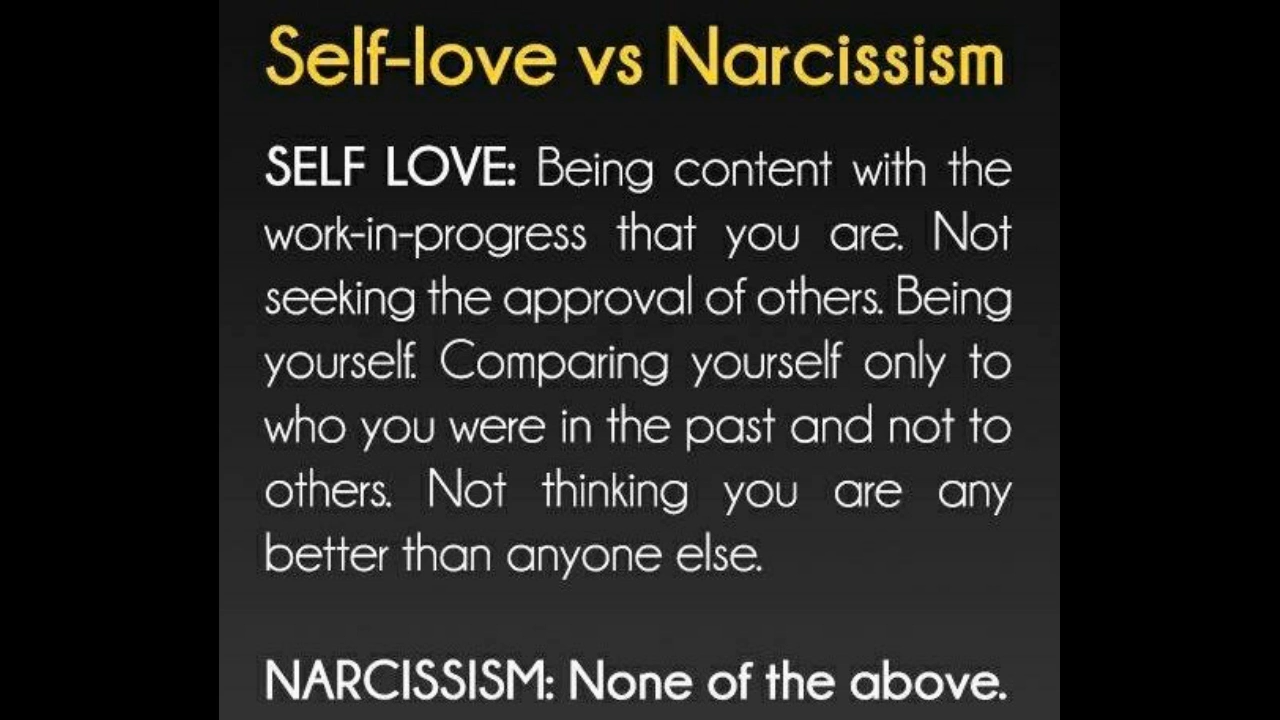 Self-love vs Narcissism
SELF LOVE: Being content with the
work-in-progress that you are. Not
seeking the approval of others. Being
yourself. Comparing yourself only to
who you were in the past and not to
others. Not thinking you are any
better than anyone else.
NARCISSISM: None of the above.